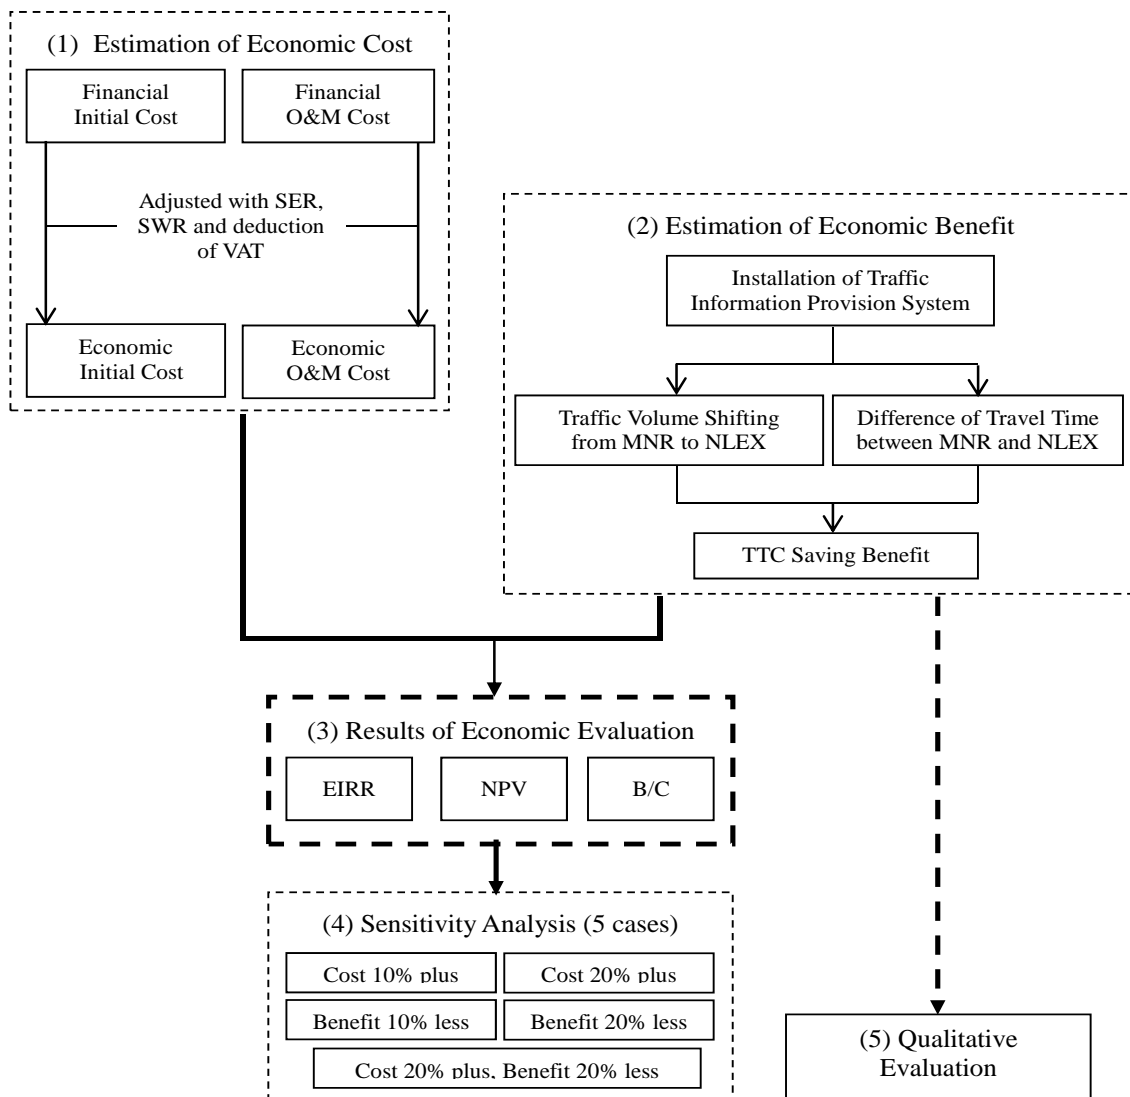 (1) Estimation of Economic Cost
Financial
Initial Cost
Financial
O&M Cost
Adjusted with SER,
SWR and deduction
of VAT
Economic
Initial Cost
Economic
O&M Cost
(2) Estimation of Economic Benefit
Installation of Traffic
Information Provision System
Traffic Volume Shifting
from MNR to NLEX
Difference of Travel Time
between MNR and NLEX
TTC Saving Benefit
(3) Results of Economic Evaluation
EIRR
NPV
B/C
(4) Sensitivity Analysis (5 cases)
Cost 10% plus
Cost 20% plus
Benefit 10% less
Benefit 20% less
Cost 20% plus, Benefit 20% less
(5) Qualitative
Evaluation